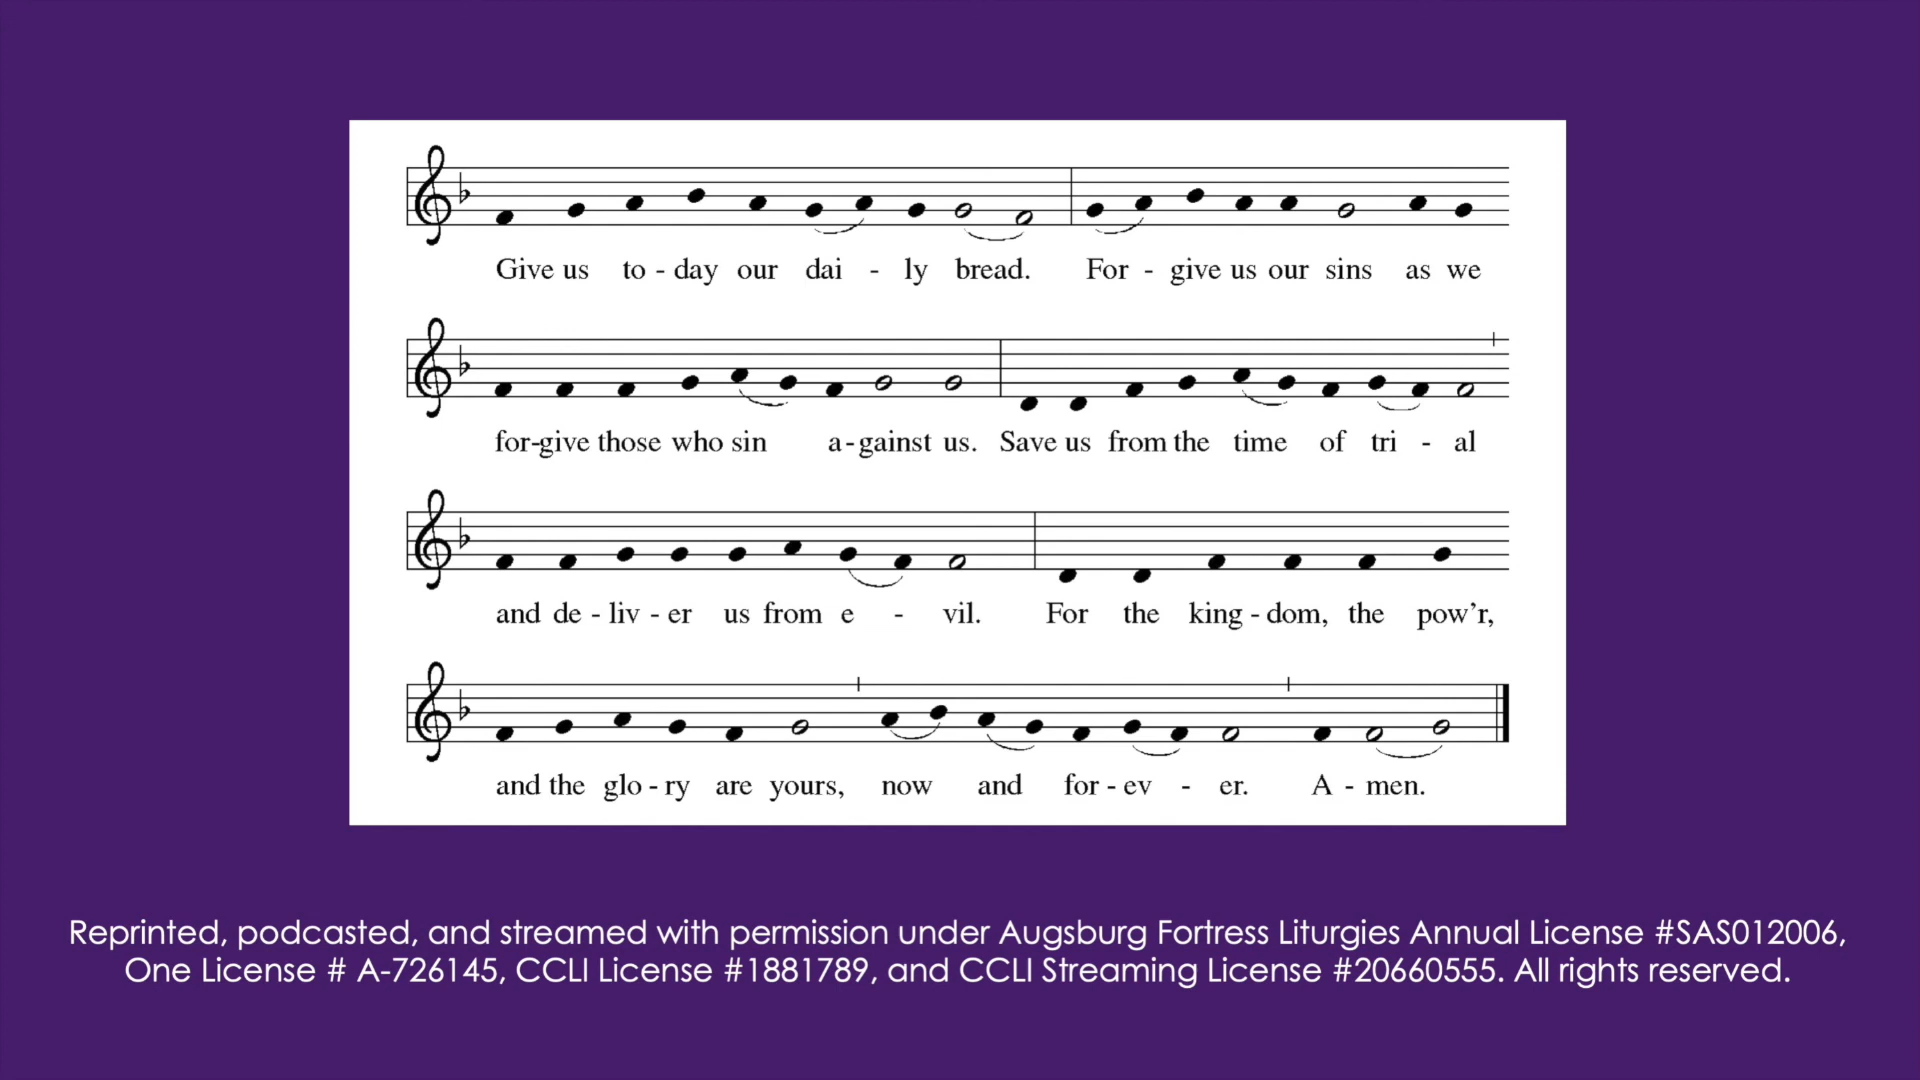 Give us to - day our dai - ly bread. For - give us our sins as we
for-give those who sin a-gainst us. Save us from the time of tri - al
and de - liv - er us from e - vil. For the king - dom, the pow’r,
and the glo - ry are yours, now and for - ev - er. A - men.
Reprinted, podcasted, and streamed with permission under Augsburg Fortress Liturgies Annual License #SAS012006,
One License # A-726145, CCLI License #1881789, and CCLI Streaming License #20660555. All rights reserved.